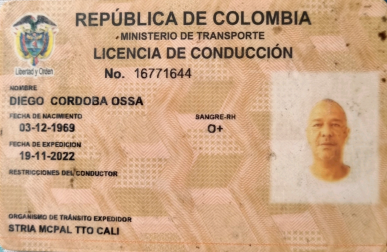 REPÚBLICA DE COLOMBIA
MINISTERIO DE TRANSPORTE
LICENCIA DE CONDUCCIÓN
Libertad y Orden
No. 16771644
NOMBRE
DIEGO CORDOBA OSSA
FECHA DE NACIMIENTO
SANGRE-RH
03-12-1969
O+
FECHA DE EXPEDICIÓN
19-11-2022
RESTRICCIONES DEL CONDUCTOR
ORGANISMO DE TRÁNSITO EXPEDIDOR
STRIA MCPAL TTO CALI